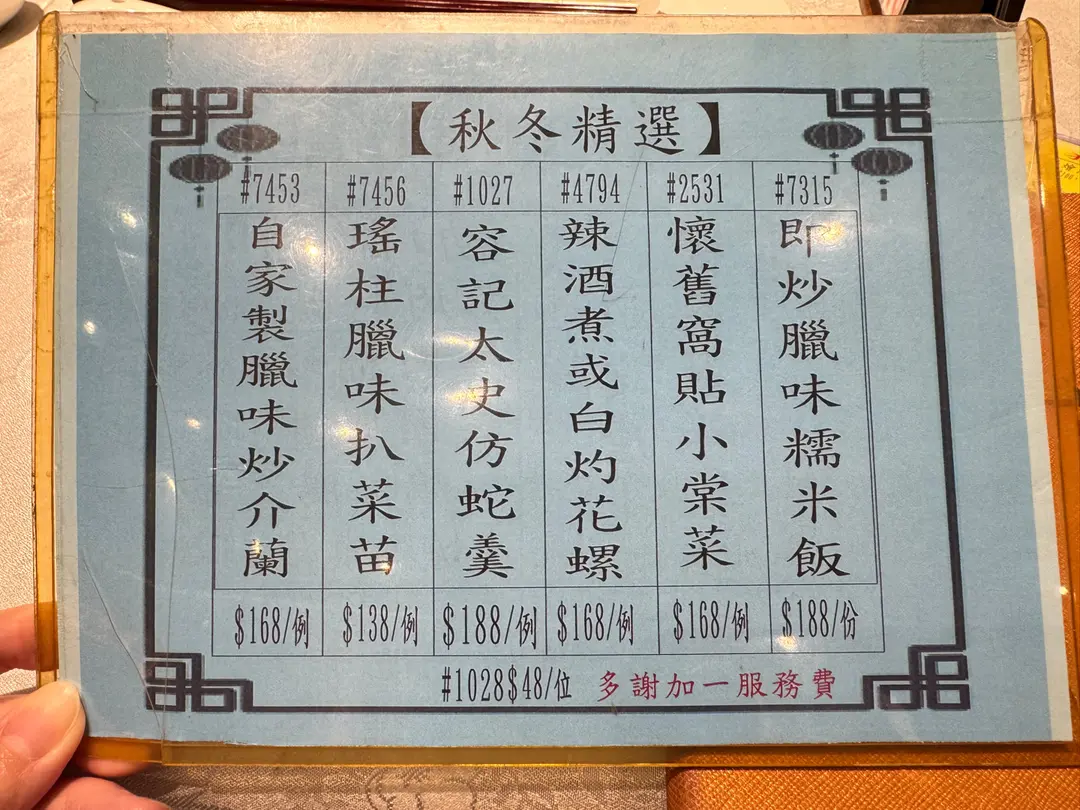 【秋冬精選】
#7453 #7456 #1027 #4794 #2531 #7315
即炒臘味糯米飯
懷舊窩貼小棠菜
辣酒煮或白灼花螺
容記太史仿蛇羹
瑤柱臘味扒菜苗
自家製臘味炒介蘭
$168/例 $138/例 $188/例 $168/例 $168/例 $188/份
#1028$48/位 多謝加一服務費